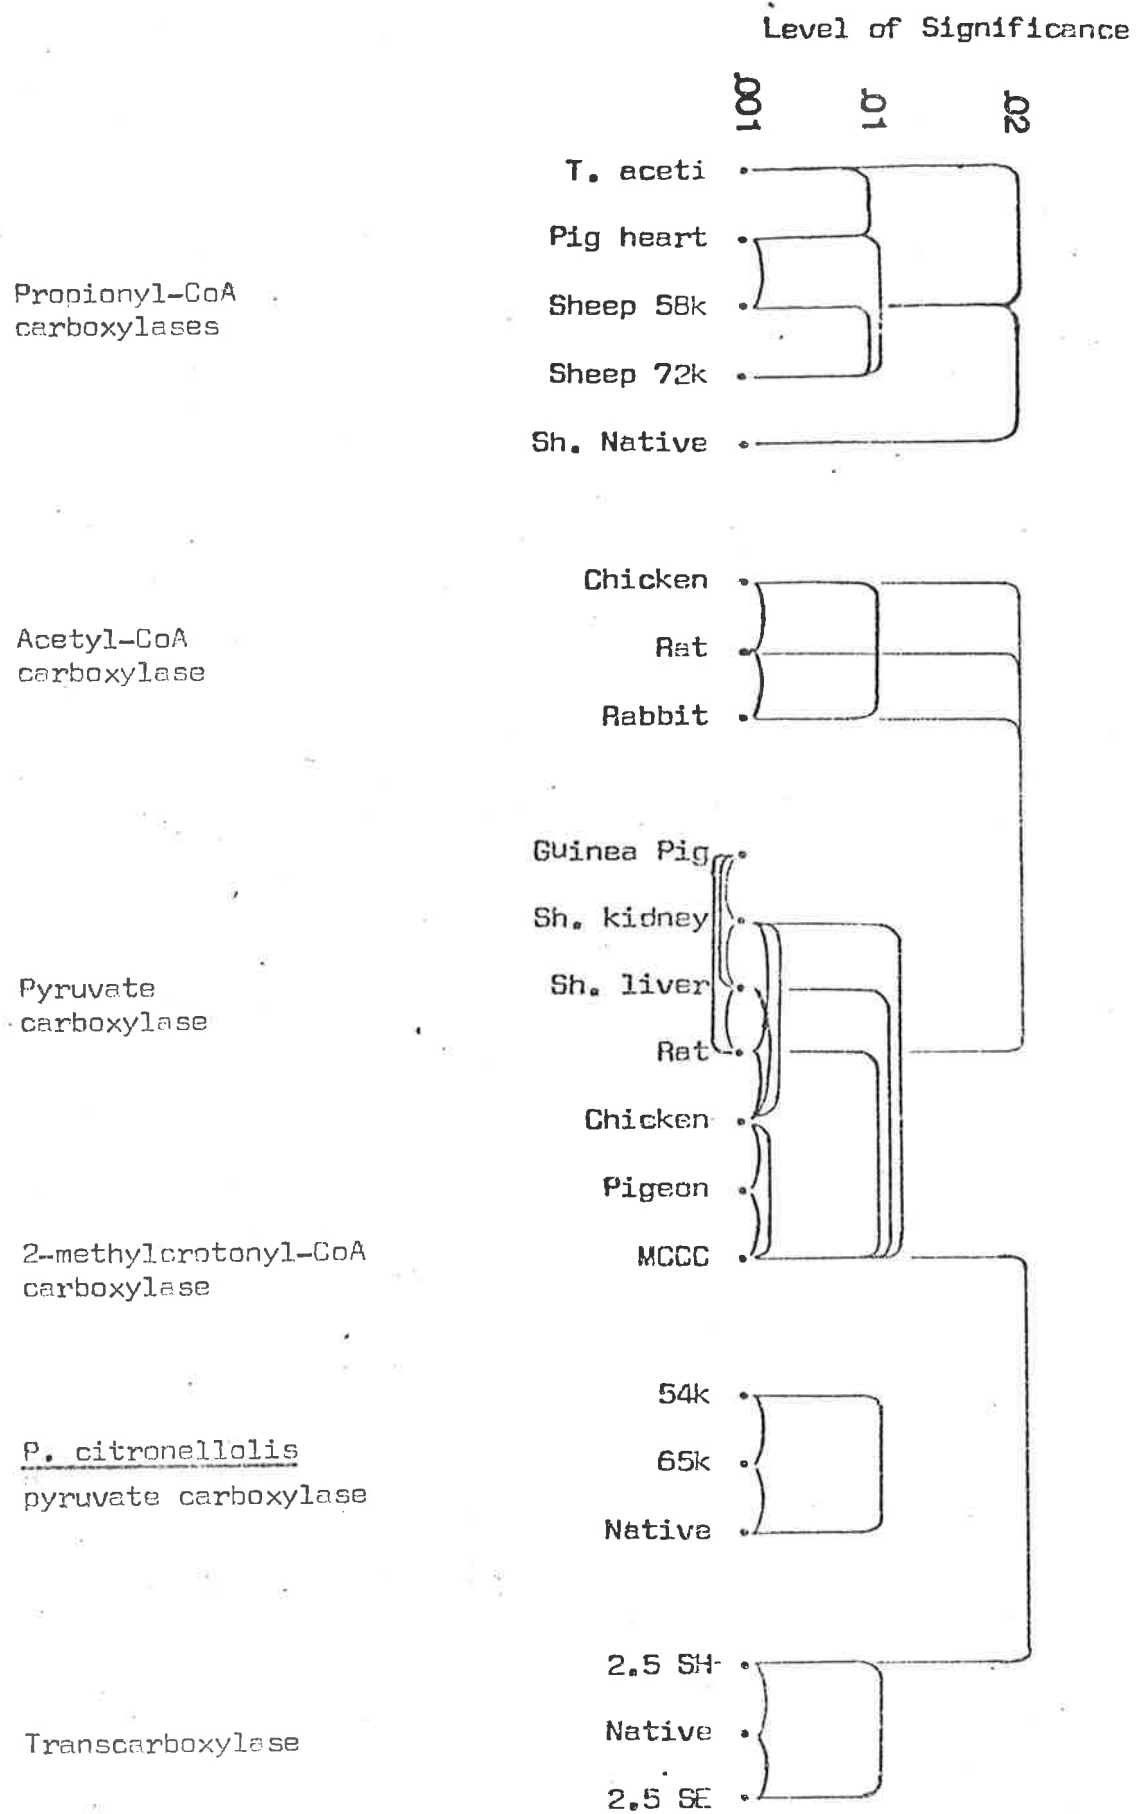 Level of Significance
.001 .01 .02
T. aceti
Pig heart
Propionyl-CoA
carboxylases
Sheep 58k
Sheep 72k
Sh. Native
Chicken
Acetyl-CoA
carboxylase
Rat
Rabbit
Guinea Pig
Sh. kidney
Sh. liver
Pyruvate
carboxylase
Rat
Chicken
Pigeon
2-methylcrotonyl-CoA
carboxylase
MCCC
54k
P. citronellolis
pyruvate carboxylase
65k
Native
2.5 SH
Native
Transcarboxylase
2.5 SE